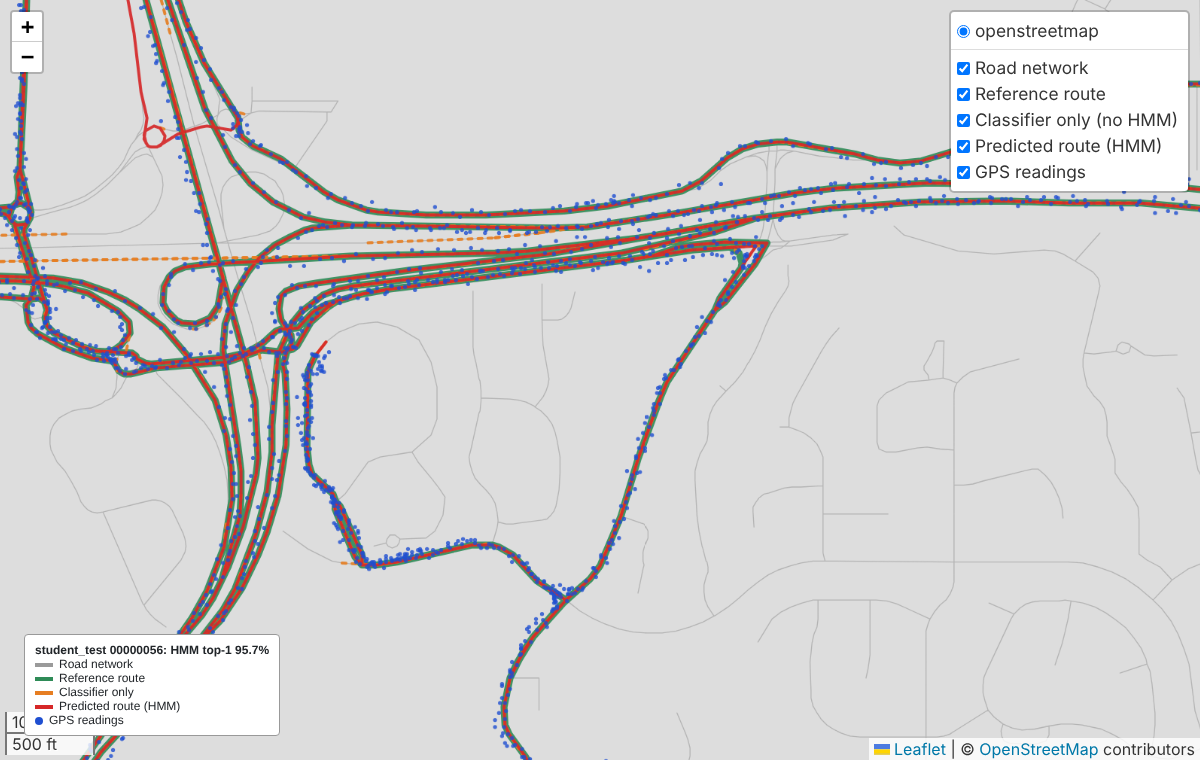 +
−
openstreetmap
Road network
Reference route
Classifier only (no HMM)
Predicted route (HMM)
GPS readings
student_test 00000056: HMM top-1 95.7%
Road network
Reference route
Classifier only
Predicted route (HMM)
GPS readings
500 ft
Leaflet | © OpenStreetMap contributors